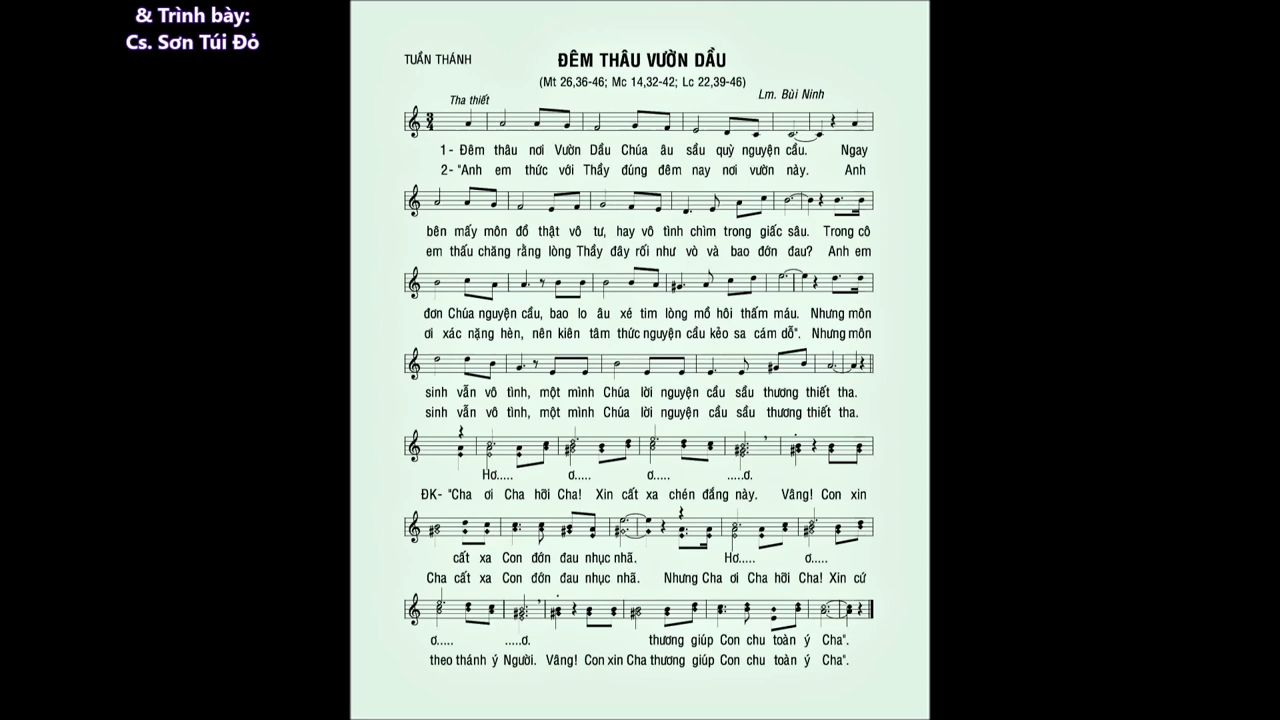 & Trình bày:
Cs. Sơn Túi Đỏ
TUẦN THÁNH
ĐÊM THÂU VƯỜN DẦU
(Mt 26,36-46; Mc 14,32-42; Lc 22,39-46)
Lm. Bùi Ninh
Tha thiết
3
4
1- Đêm thâu nơi Vườn Dầu Chúa âu sầu quỳ nguyện cầu. Ngay
2- "Anh em thức với Thầy đúng đêm nay nơi vườn này. Anh
bên mấy môn đồ thật vô tư, hay vô tình chìm trong giấc sâu. Trong cô
em thấu chăng rằng lòng Thầy đây rối như vò và bao đớn đau? Anh em
đơn Chúa nguyện cầu, bao lo âu xé tim lòng mồ hôi thấm máu. Nhưng môn
ơi xác nặng hèn, nên kiên tâm thức nguyện cầu kẻo sa cám dỗ". Nhưng môn
sinh vẫn vô tình, một mình Chúa lời nguyện cầu sầu thương thiết tha.
sinh vẫn vô tình, một mình Chúa lời nguyện cầu sầu thương thiết tha.
Hơ..... ơ..... ơ..... .....ơ.
ĐK- "Cha ơi Cha hỡi Cha! Xin cất xa chén đắng này. Vâng! Con xin
cất xa Con đớn đau nhục nhã. Hơ..... ơ.....
Cha cất xa Con đớn đau nhục nhã. Nhưng Cha ơi Cha hỡi Cha! Xin cứ
ơ..... .....ơ. thương giúp Con chu toàn ý Cha".
theo thánh ý Người. Vâng! Con xin Cha thương giúp Con chu toàn ý Cha".